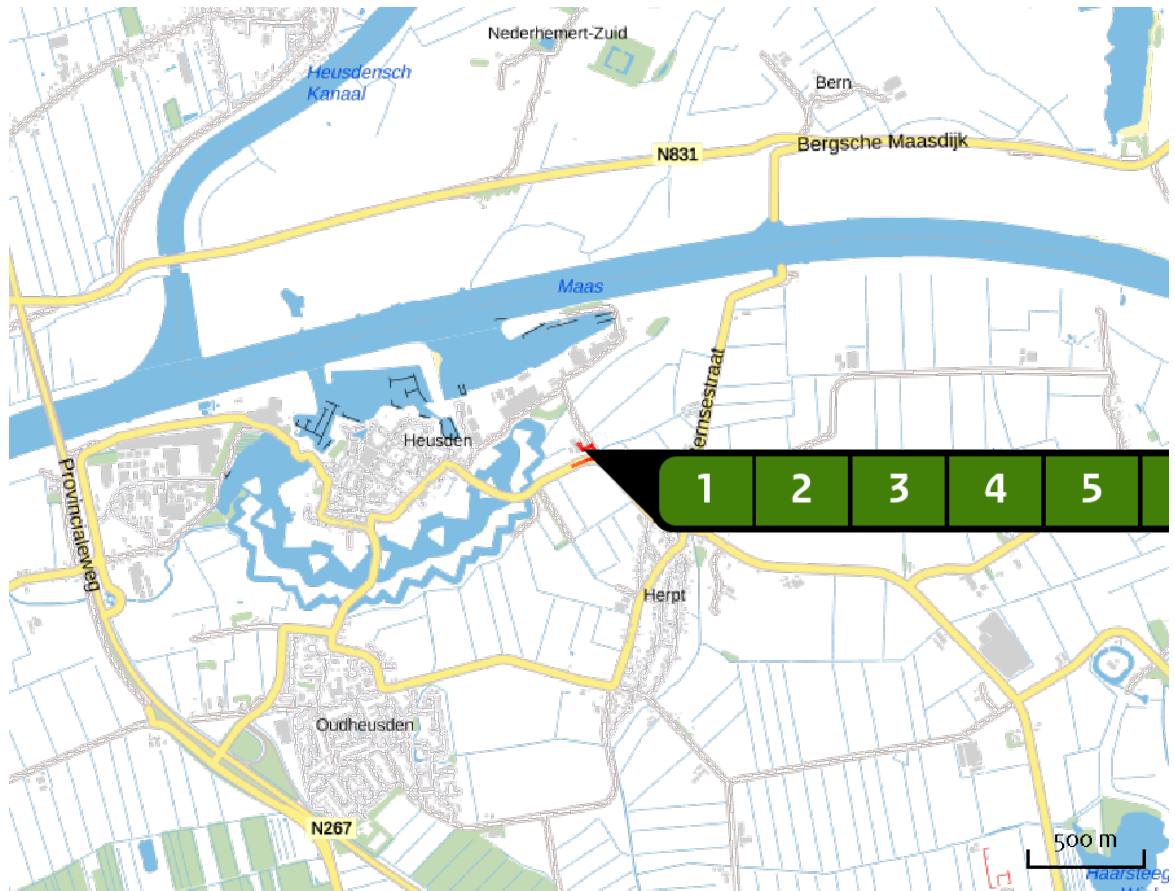 Nederhemert-Zuid
Heusdensch
Kanaal
Bern
Bergsche Maasdijk
N831
Maas
Heusden
1
2
3
4
5
Provincialeweg
Herpt
Oudheusden
N267
500 m
Haarsteeg